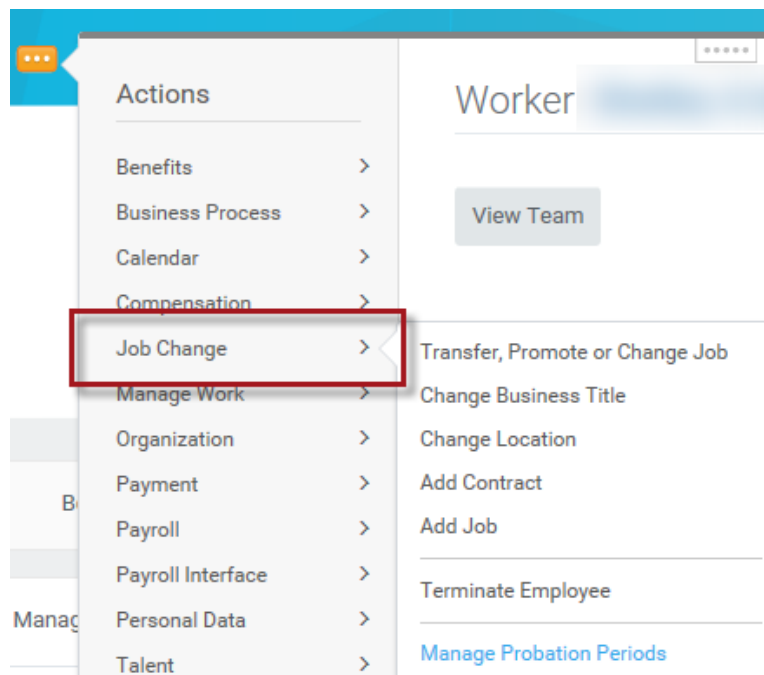 Actions
Benefits
Business Process
Calendar
Compensation
Job Change
Manage Work
Organization
Payment
Payroll
Payroll Interface
Personal Data
Talent
Worker
View Team
Transfer, Promote or Change Job
Change Business Title
Change Location
Add Contract
Add Job
Terminate Employee
Manage Probation Periods